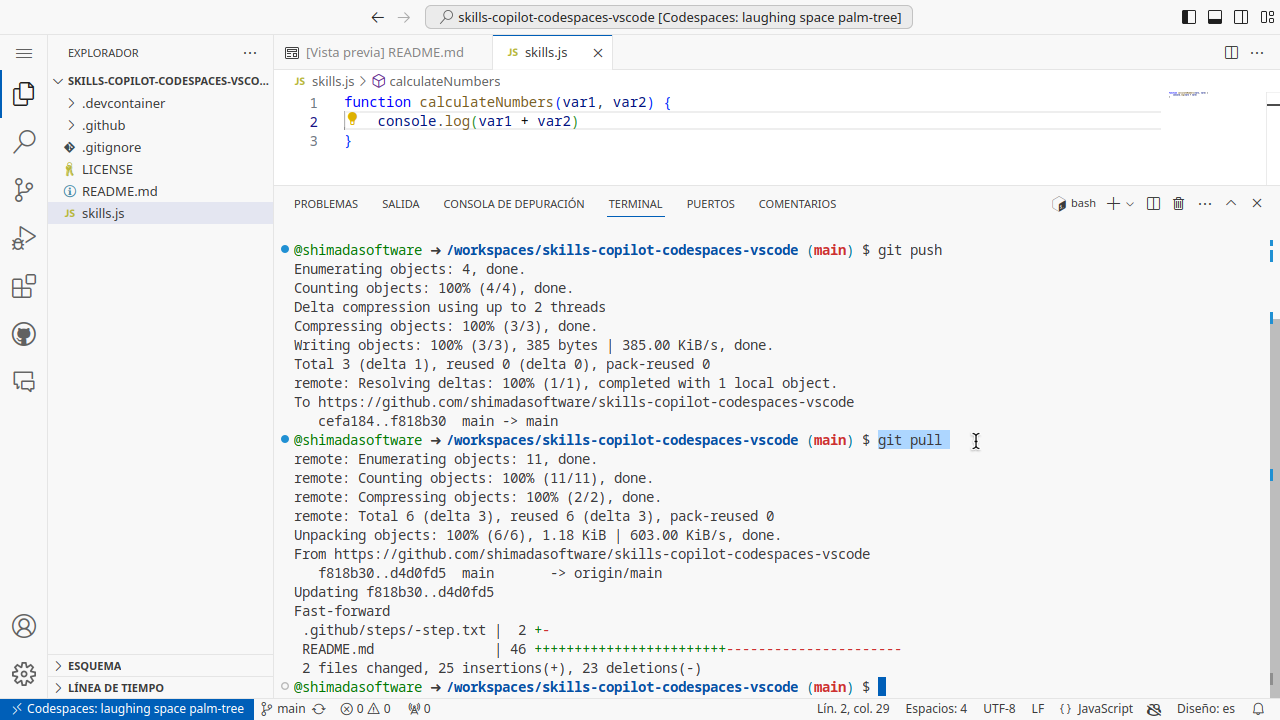 skills-copilot-codespaces-vscode [Codespaces: laughing space palm-tree]
EXPLORADOR
[Vista previa] README.md
JS skills.js
SKILLS-COPILOT-CODESPACES-VSCO...
.devcontainer
.github
.gitignore
LICENSE
README.md
JS skills.js
JS skills.js > calculateNumbers
1 function calculateNumbers(var1, var2) {
2 console.log(var1 + var2)
3 }
PROBLEMAS SALIDA CONSOLA DE DEPURACIÓN TERMINAL PUERTOS COMENTARIOS
bash
@shimadasoftware ➜ /workspaces/skills-copilot-codespaces-vscode (main) $ git push
Enumerating objects: 4, done.
Counting objects: 100% (4/4), done.
Delta compression using up to 2 threads
Compressing objects: 100% (3/3), done.
Writing objects: 100% (3/3), 385 bytes | 385.00 KiB/s, done.
Total 3 (delta 1), reused 0 (delta 0), pack-reused 0
remote: Resolving deltas: 100% (1/1), completed with 1 local object.
To https://github.com/shimadasoftware/skills-copilot-codespaces-vscode
cefa184..f818b30 main -> main
@shimadasoftware ➜ /workspaces/skills-copilot-codespaces-vscode (main) $ git pull
remote: Enumerating objects: 11, done.
remote: Counting objects: 100% (11/11), done.
remote: Compressing objects: 100% (2/2), done.
remote: Total 6 (delta 3), reused 6 (delta 3), pack-reused 0
Unpacking objects: 100% (6/6), 1.18 KiB | 603.00 KiB/s, done.
From https://github.com/shimadasoftware/skills-copilot-codespaces-vscode
f818b30..d4d0fd5 main -> origin/main
Updating f818b30..d4d0fd5
Fast-forward
.github/steps/-step.txt | 2 +-
README.md | 46 ++++++++++++++++++++++++----------------------
2 files changed, 25 insertions(+), 23 deletions(-)
@shimadasoftware ➜ /workspaces/skills-copilot-codespaces-vscode (main) $
ESQUEMA
LÍNEA DE TIEMPO
Codespaces: laughing space palm-tree main 0 0 0 Lín. 2, col. 29 Espacios: 4 UTF-8 LF {} JavaScript Diseño: es